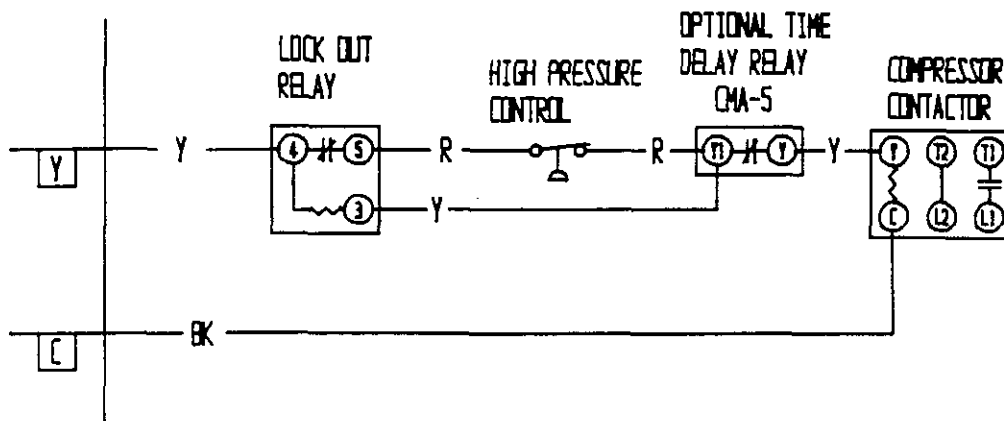 LOCK OUT
RELAY
HIGH PRESSURE
CONTROL
OPTIONAL TIME
DELAY RELAY
CMA-5
COMPRESSOR
CONTACTOR
Y
Y
4
5
R
R
Y1
Y
Y
Y
T2
T1
3
Y
C
L2
L1
C
BK